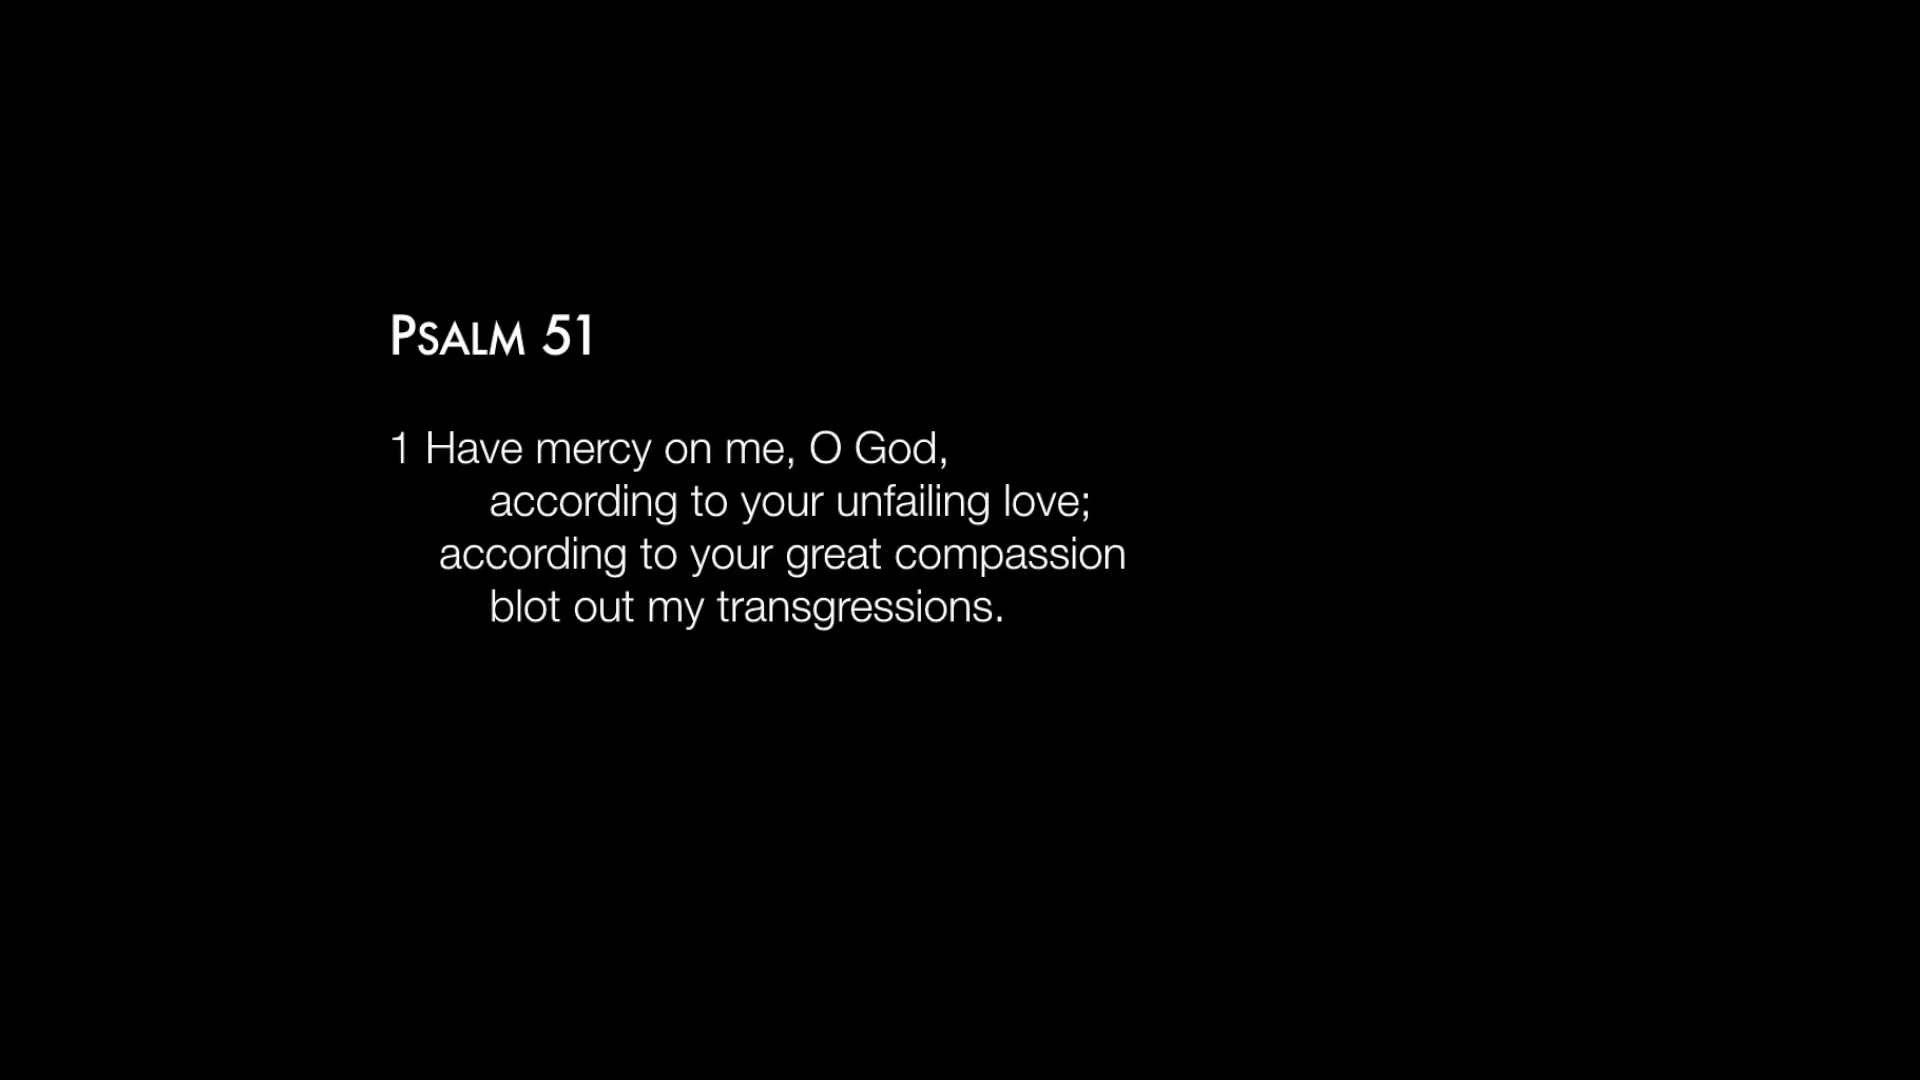 PSALM 51
1 Have mercy on me, O God,
according to your unfailing love;
according to your great compassion
blot out my transgressions.